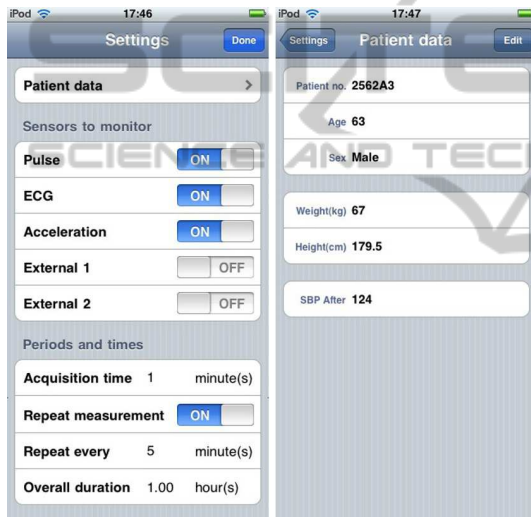 iPod 17:46
Settings Done
Patient data
Sensors to monitor
Pulse ON
ECG ON
Acceleration ON
External 1 OFF
External 2 OFF
Periods and times
Acquisition time 1 minute(s)
Repeat measurement ON
Repeat every 5 minute(s)
Overall duration 1.00 hour(s)
iPod 17:47
Settings Patient data Edit
Patient no. 2562A3
Age 63
Sex Male
Weight(kg) 67
Height(cm) 179.5
SBP After 124
SCIENCE AND TECH